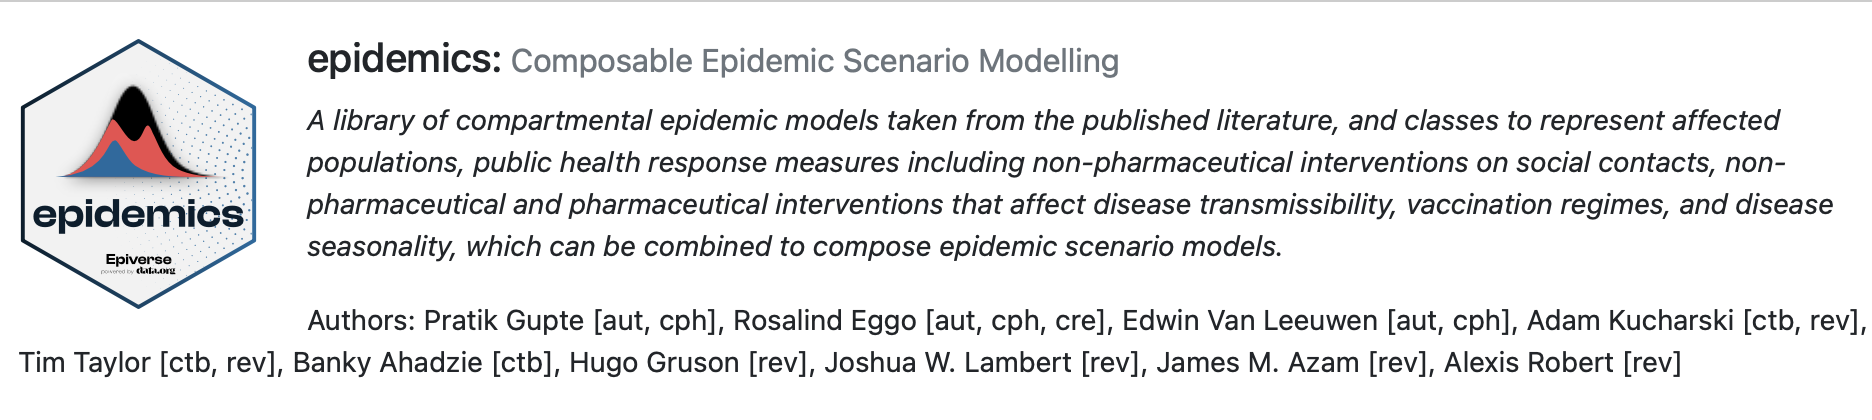 epidemics: Composable Epidemic Scenario Modelling
A library of compartmental epidemic models taken from the published literature, and classes to represent affected
populations, public health response measures including non-pharmaceutical interventions on social contacts, non-
pharmaceutical and pharmaceutical interventions that affect disease transmissibility, vaccination regimes, and disease
seasonality, which can be combined to compose epidemic scenario models.
epidemics
Epiverse
powered by data.org
Authors: Pratik Gupte [aut, cph], Rosalind Eggo [aut, cph, cre], Edwin Van Leeuwen [aut, cph], Adam Kucharski [ctb, rev],
Tim Taylor [ctb, rev], Banky Ahadzie [ctb], Hugo Gruson [rev], Joshua W. Lambert [rev], James M. Azam [rev], Alexis Robert [rev]